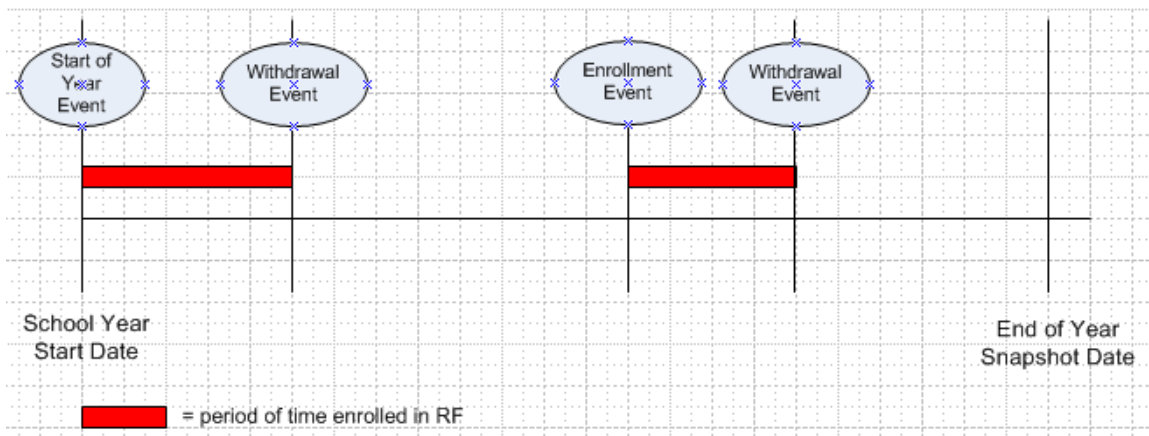 Start of
Year
Event
Withdrawal
Event
Enrollment
Event
Withdrawal
Event
School Year
Start Date
End of Year
Snapshot Date
= period of time enrolled in RF